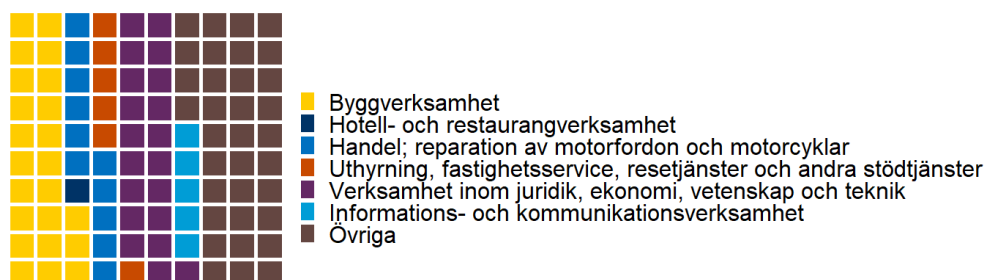 Byggverksamhet
Hotell- och restaurangverksamhet
Handel; reparation av motorfordon och motorcyklar
Uthyrning, fastighetsservice, resetjänster och andra stödtjänster
Verksamhet inom juridik, ekonomi, vetenskap och teknik
Informations- och kommunikationsverksamhet
Övriga